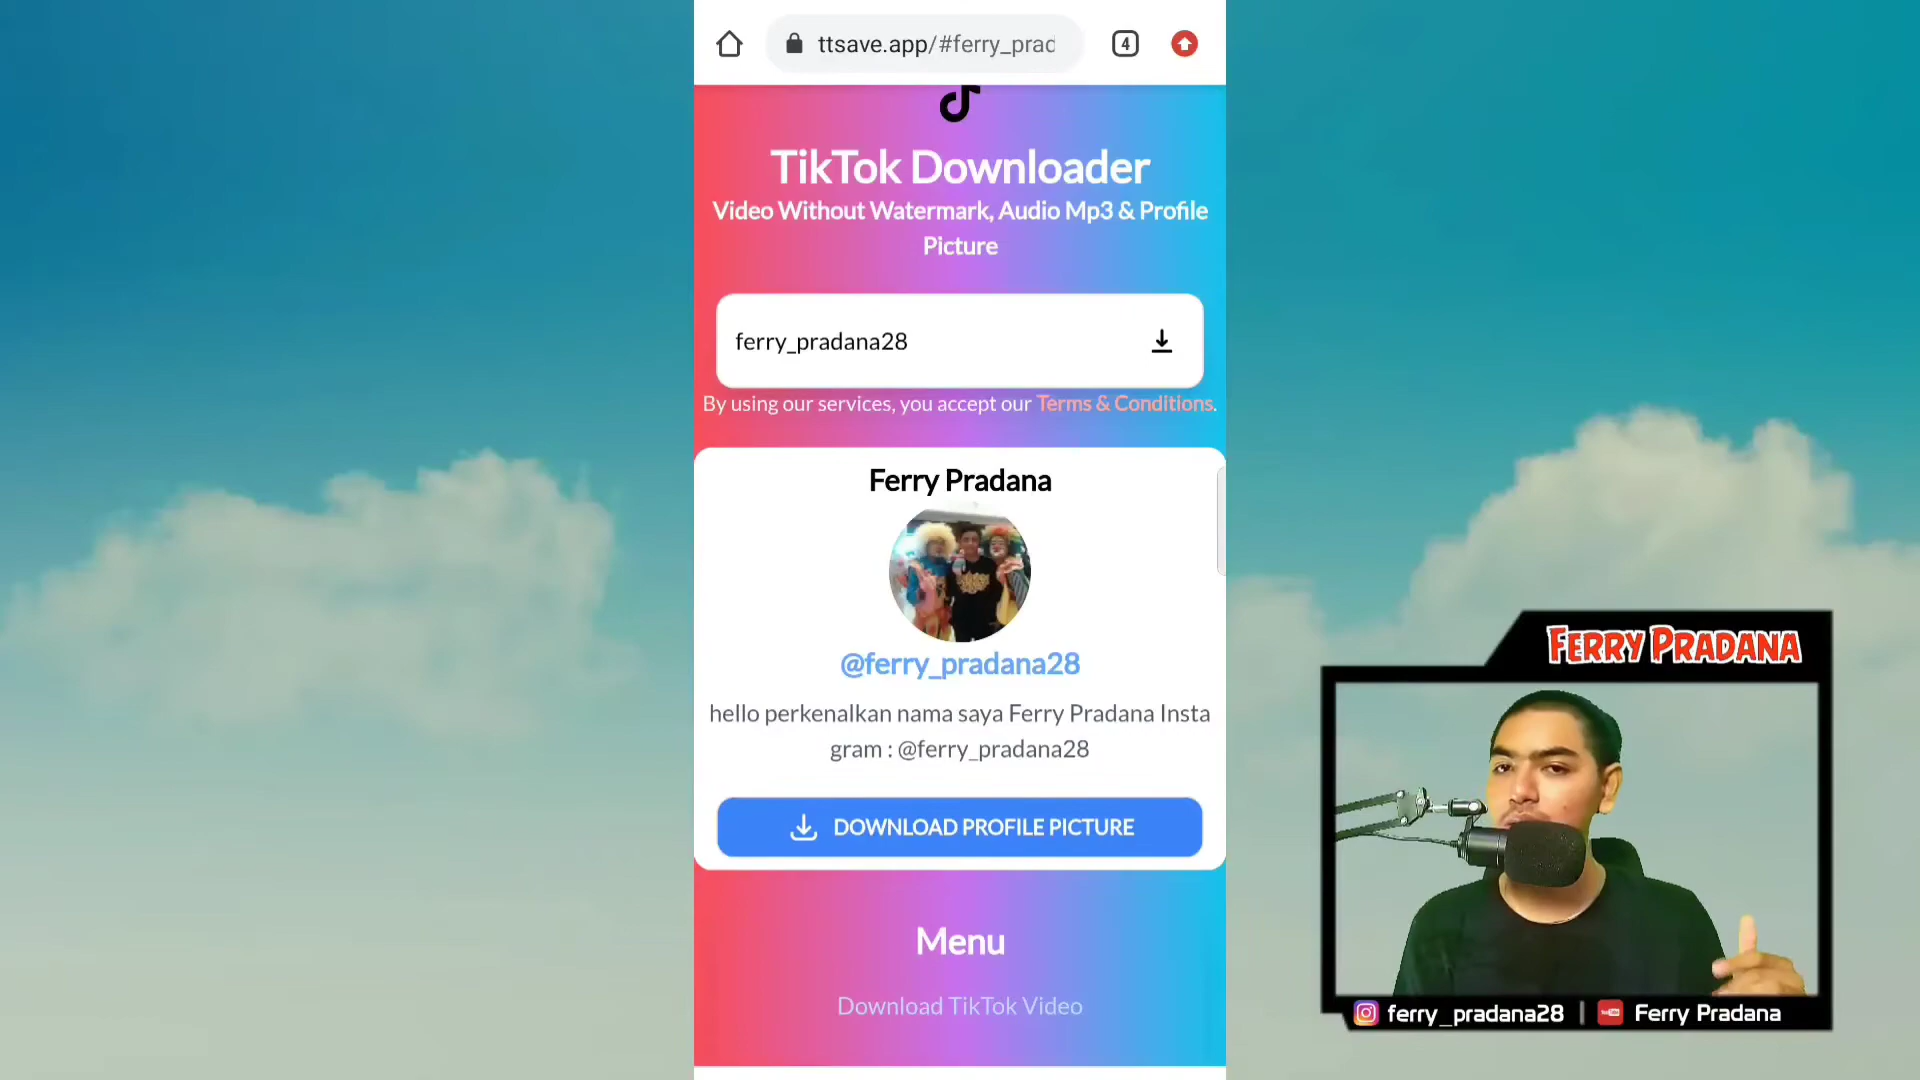 ttsave.app/#ferry_prad
4
TikTok Downloader
Video Without Watermark, Audio Mp3 & Profile
Picture
ferry_pradana28
By using our services, you accept our Terms & Conditions.
Ferry Pradana
@ferry_pradana28
hello perkenalkan nama saya Ferry Pradana Insta
gram : @ferry_pradana28
DOWNLOAD PROFILE PICTURE
Menu
Download TikTok Video
FERRY PRADANA
ferry_pradana28 | Ferry Pradana